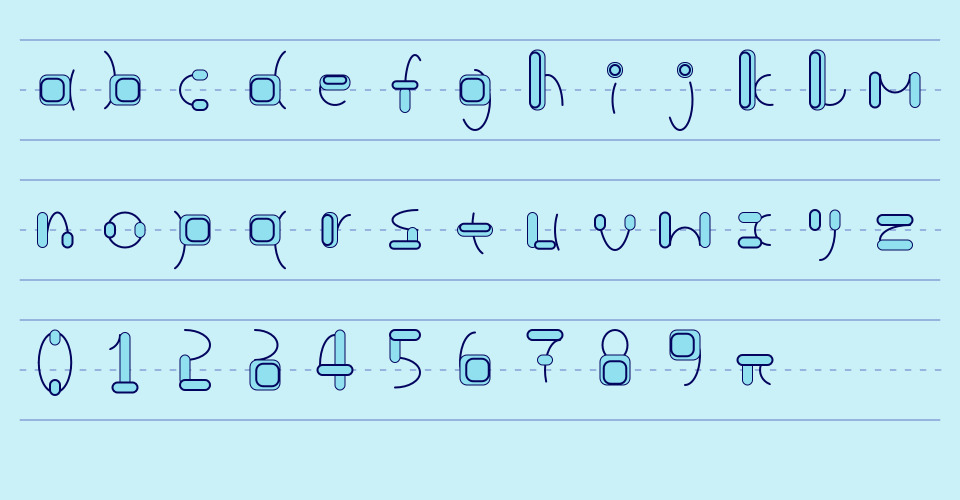 a b c d e f g h i j k l m
n o p q r s t u v w x y z
0 1 2 3 4 5 6 7 8 9 π